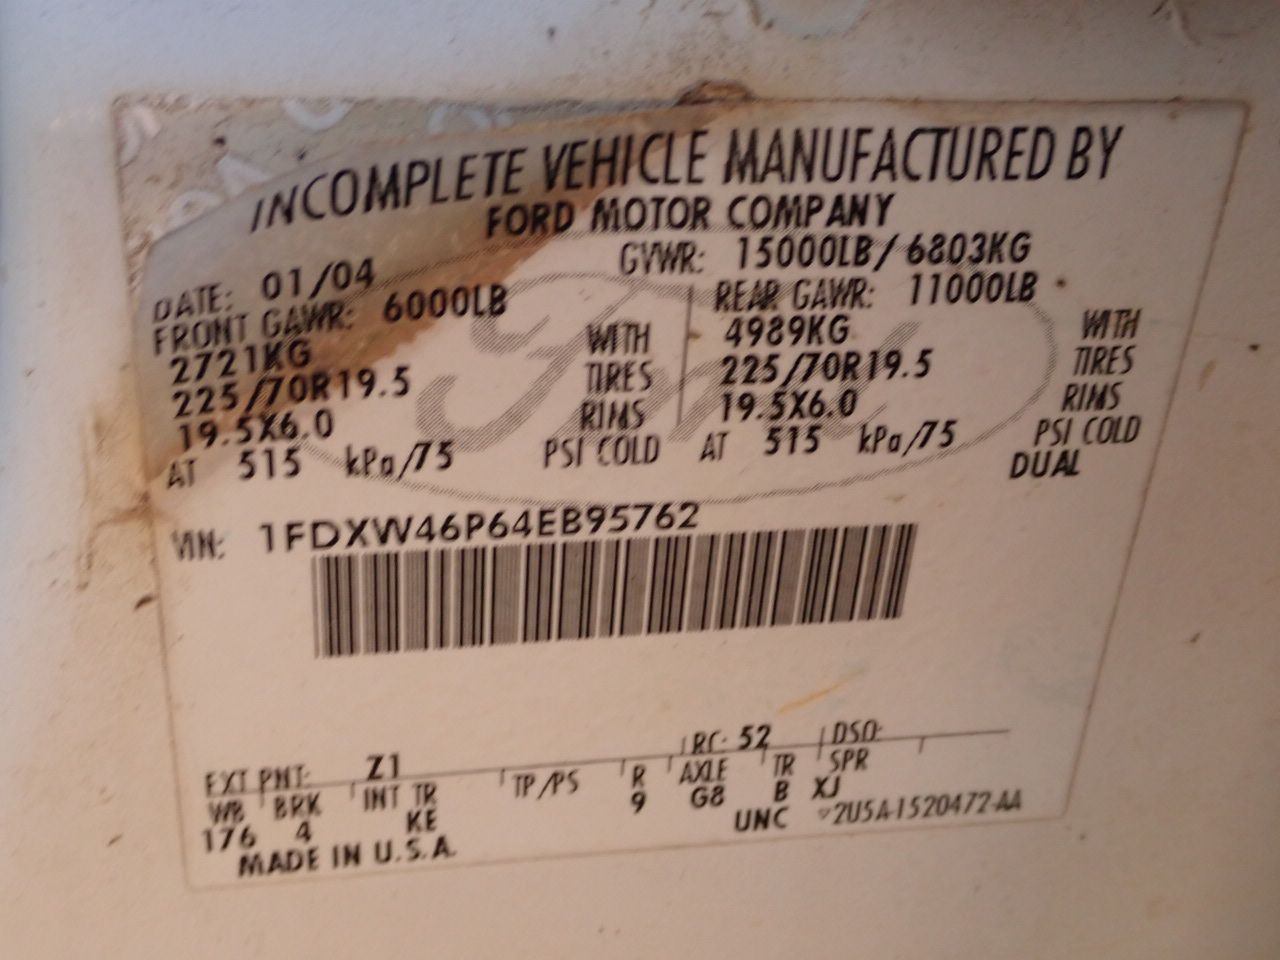 INCOMPLETE VEHICLE MANUFACTURED BY
FORD MOTOR COMPANY
DATE: 01/04 GVWR: 15000LB/ 6803KG
FRONT GAWR: 6000LB REAR GAWR: 11000LB
2721KG WITH 4989KG WITH
225/70R19.5 TIRES 225/70R19.5 TIRES
19.5X6.0 RIMS 19.5X6.0 RIMS
AT 515 kPa/75 PSI COLD AT 515 kPa/75 PSI COLD
DUAL
VIN: 1FDXW46P64EB95762
EXT PNT: Z1 RC: 52 DSO:
WB BRK INT TR TP/PS R AXLE TR SPR
176 4 KE 9 G8 B XJ
MADE IN U.S.A. UNC 2U5A-1520472-AA
Ford